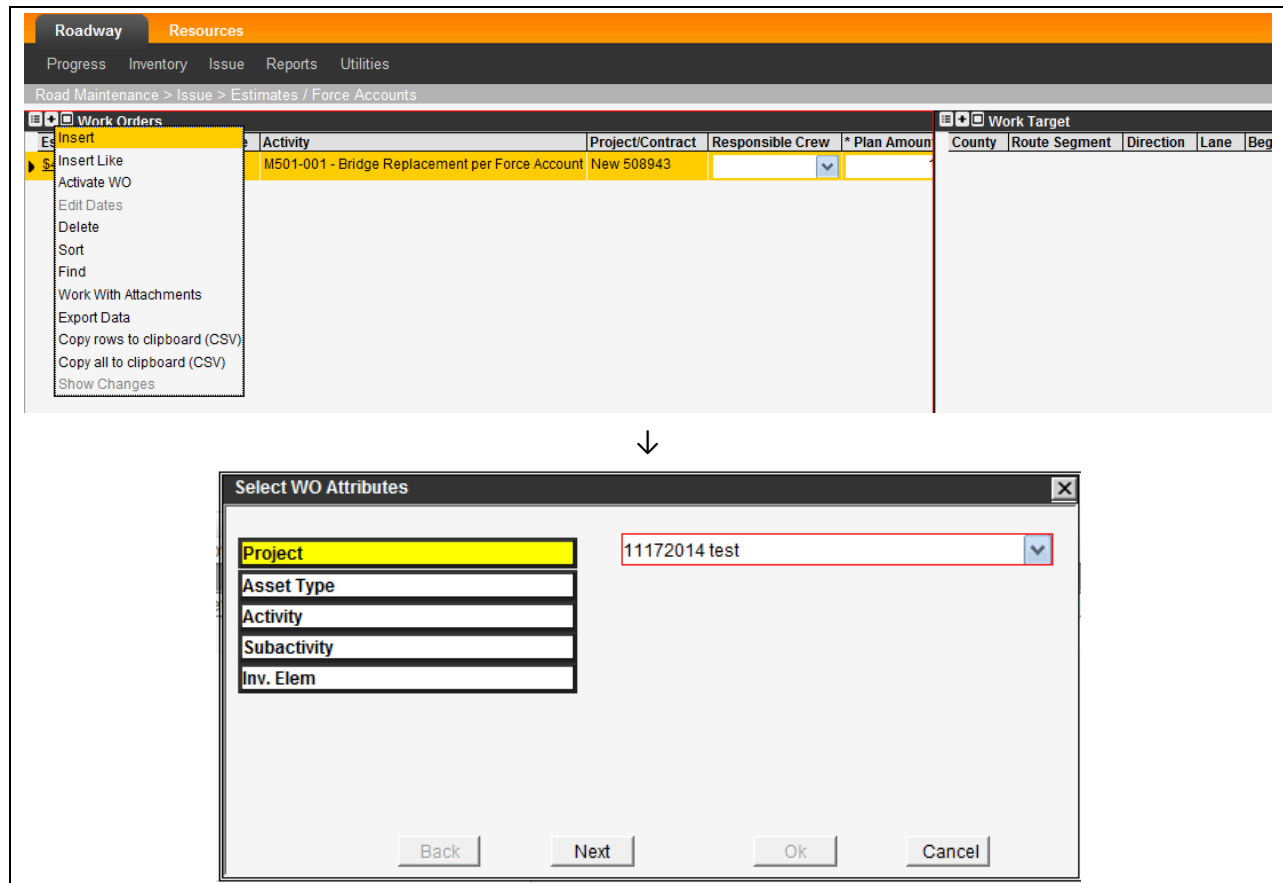 Roadway Resources
Progress Inventory Issue Reports Utilities
Road Maintenance > Issue > Estimates / Force Accounts
Work Orders
Work Target
Es
e Activity Project/Contract Responsible Crew * Plan Amoun
County Route Segment Direction Lane Beg
$4
M501-001 - Bridge Replacement per Force Account New 508943
Insert
Insert Like
Activate WO
Edit Dates
Delete
Sort
Find
Work With Attachments
Export Data
Copy rows to clipboard (CSV)
Copy all to clipboard (CSV)
Show Changes
↓
Select WO Attributes
Project 11172014 test
Asset Type
Activity
Subactivity
Inv. Elem
Back Next Ok Cancel